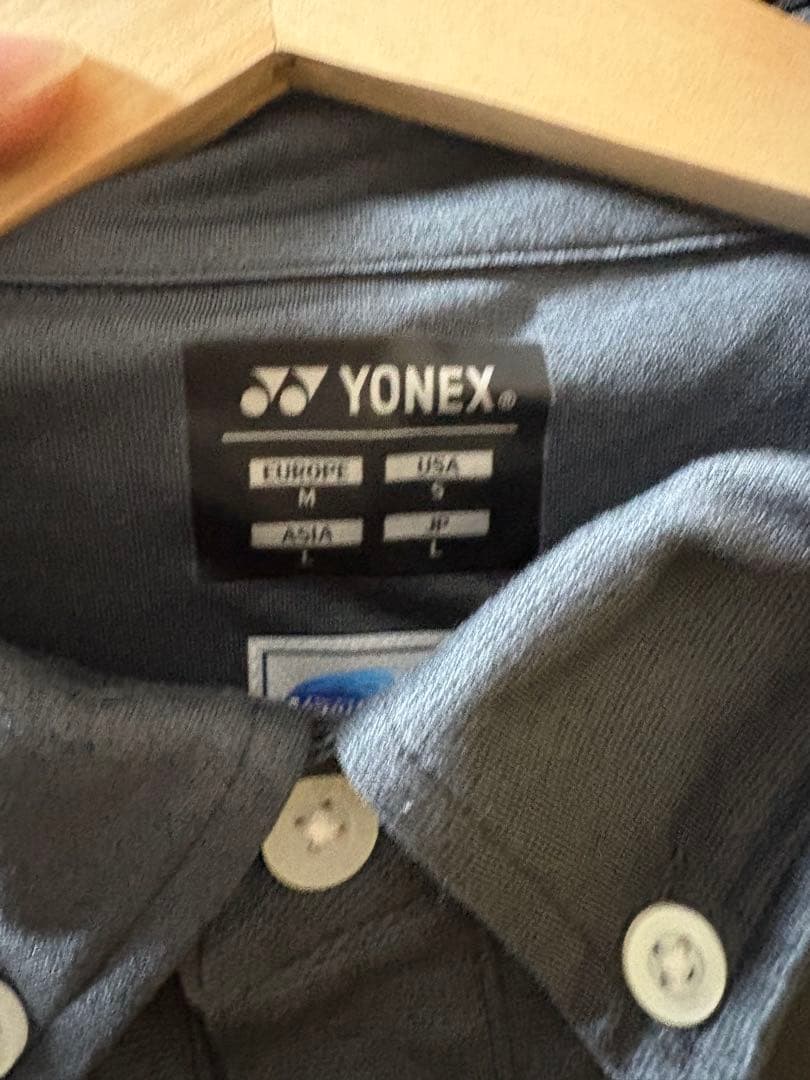 YONEX®
EUROPE USA
M S
ASIA JP
L L